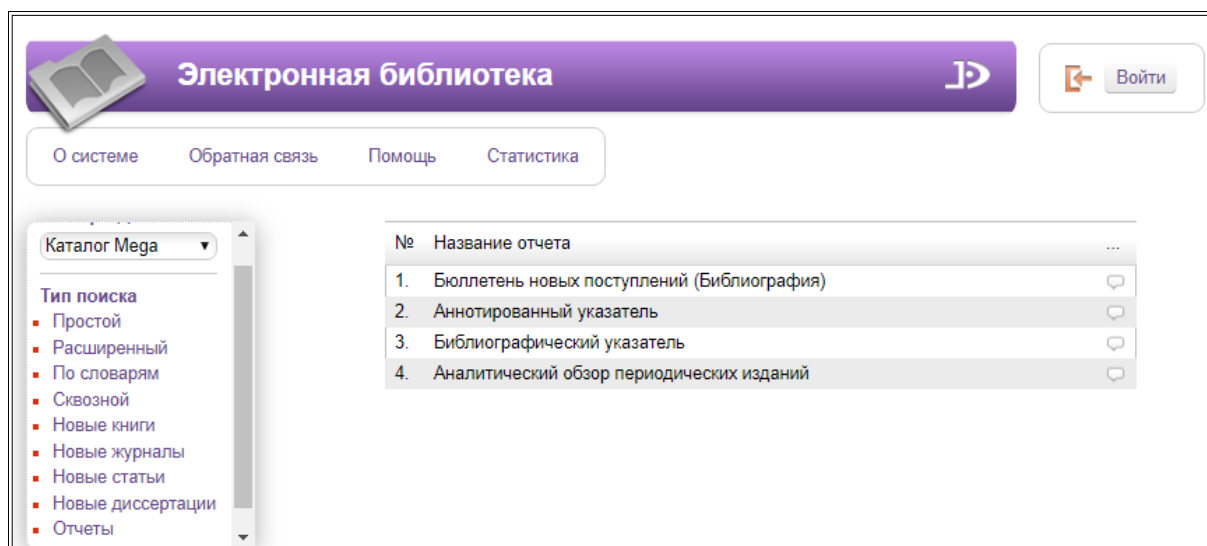 Электронная библиотека
Войти
О системе Обратная связь Помощь Статистика
Каталог Mega
Тип поиска
Простой
Расширенный
По словарям
Сквозной
Новые книги
Новые журналы
Новые статьи
Новые диссертации
Отчеты
№ Название отчета ...
1. Бюллетень новых поступлений (Библиография)
2. Аннотированный указатель
3. Библиографический указатель
4. Аналитический обзор периодических изданий